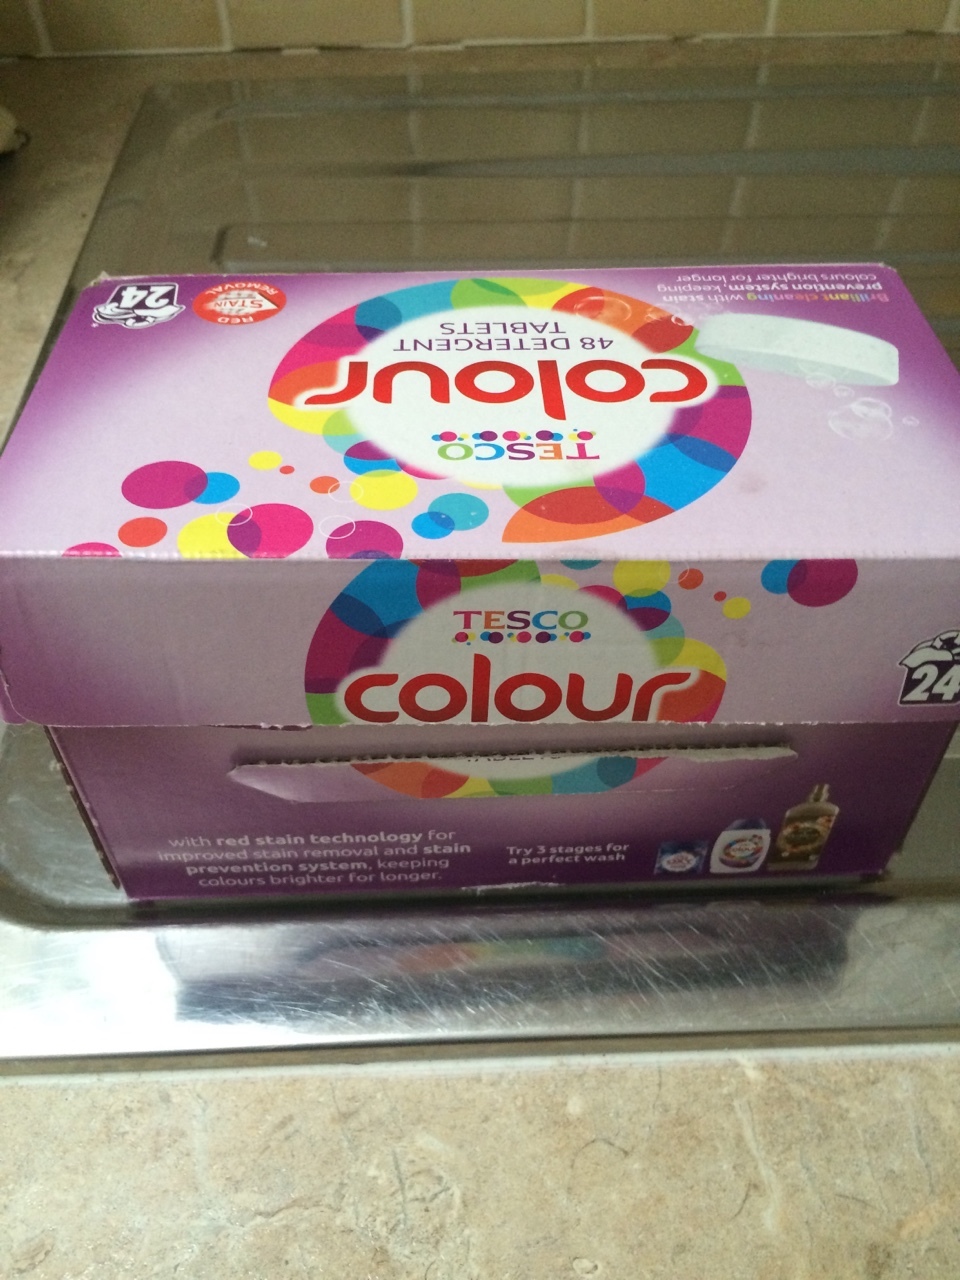 Brilliant cleaning with stain
prevention system, keeping
colours brighter for longer
TESCO
colour
48 DETERGENT
TABLETS
RED
STAIN
REMOVAL
24
TESCO
colour
24
with red stain technology for
improved stain removal and stain
prevention system, keeping
colours brighter for longer.
Try 3 stages for
a perfect wash